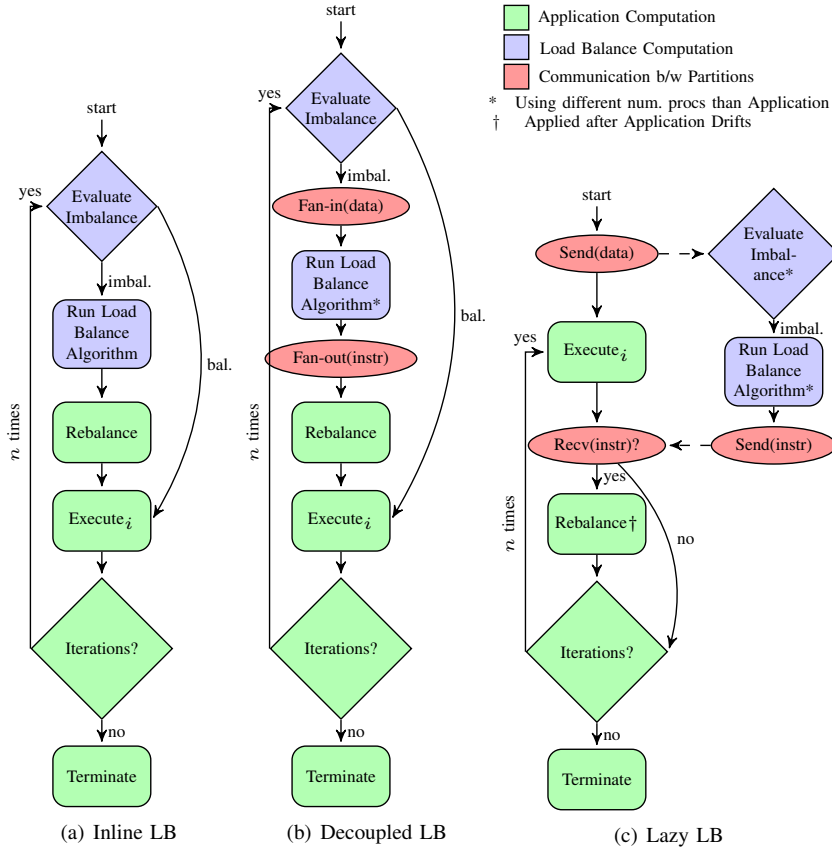 Application Computation
Load Balance Computation
Communication b/w Partitions
* Using different num. procs than Application
† Applied after Application Drifts
start
Evaluate
Imbalance
yes
imbal.
Run Load
Balance
Algorithm
bal.
Rebalance
n times
Execute i
Iterations?
no
Terminate
(a) Inline LB
start
Evaluate
Imbalance
yes
imbal.
Fan-in(data)
Run Load
Balance
Algorithm*
bal.
Fan-out(instr)
Rebalance
n times
Execute i
Iterations?
no
Terminate
(b) Decoupled LB
start
Send(data)
Evaluate
Imbal-
ance*
imbal.
yes
Execute i
Run Load
Balance
Algorithm*
Recv(instr)?
Send(instr)
yes
n times
Rebalance†
no
Iterations?
no
Terminate
(c) Lazy LB